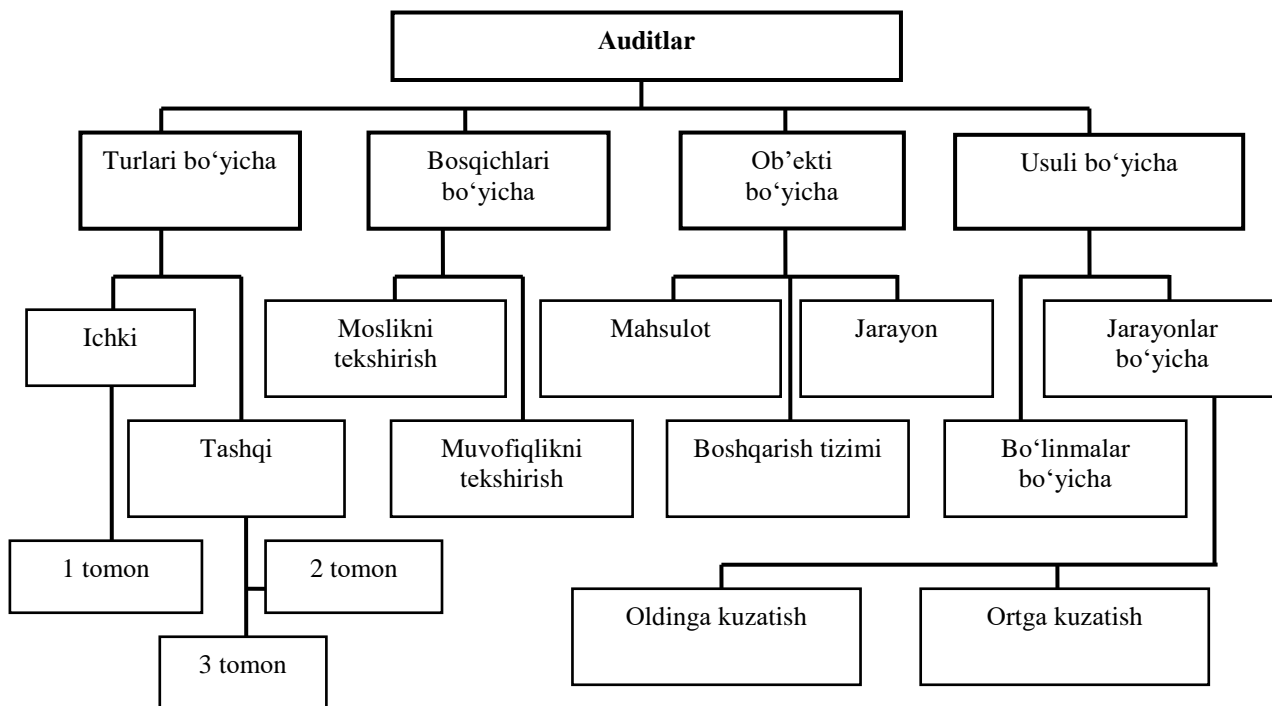 Auditlar
Turlari bo‘yicha
Bosqichlari
bo‘yicha
Ob’ekti
bo‘yicha
Usuli bo‘yicha
Ichki
Moslikni
tekshirish
Mahsulot
Jarayon
Jarayonlar
bo‘yicha
Tashqi
Muvofiqlikni
tekshirish
Boshqarish tizimi
Bo‘linmalar
bo‘yicha
1 tomon
2 tomon
Oldinga kuzatish
Ortga kuzatish
3 tomon